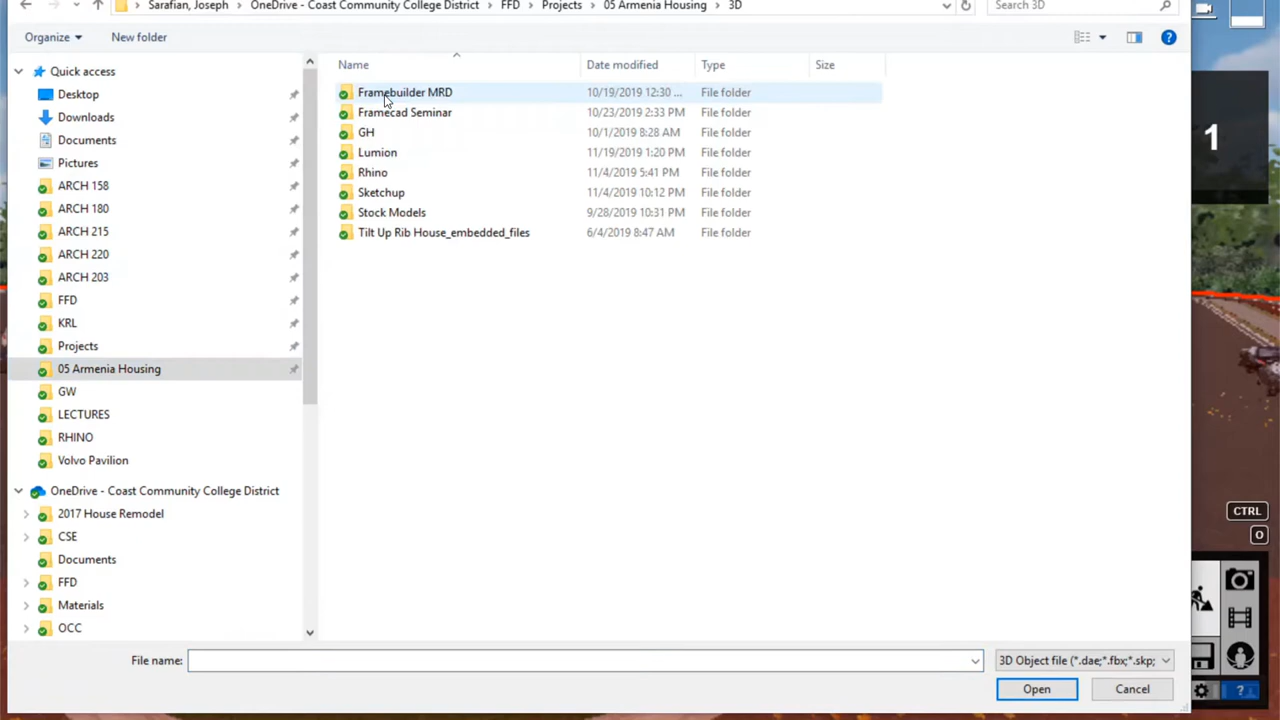 Sarafian, Joseph > OneDrive - Coast Community College District > FFD > Projects > 05 Armenia Housing > 3D
Search 3D
Organize
New folder
Quick access
Desktop
Downloads
Documents
Pictures
ARCH 158
ARCH 180
ARCH 215
ARCH 220
ARCH 203
FFD
KRL
Projects
05 Armenia Housing
GW
LECTURES
RHINO
Volvo Pavilion
OneDrive - Coast Community College District
2017 House Remodel
CSE
Documents
FFD
Materials
OCC
Name Date modified Type Size
Framebuilder MRD 10/19/2019 12:30 ... File folder
Framecad Seminar 10/23/2019 2:33 PM File folder
GH 10/1/2019 8:28 AM File folder
Lumion 11/19/2019 1:20 PM File folder
Rhino 11/4/2019 5:41 PM File folder
Sketchup 11/4/2019 10:12 PM File folder
Stock Models 9/28/2019 10:31 PM File folder
Tilt Up Rib House_embedded_files 6/4/2019 8:47 AM File folder
File name:
3D Object file (*.dae;*.fbx;*.skp;
Open
Cancel
1
CTRL
O
?
?